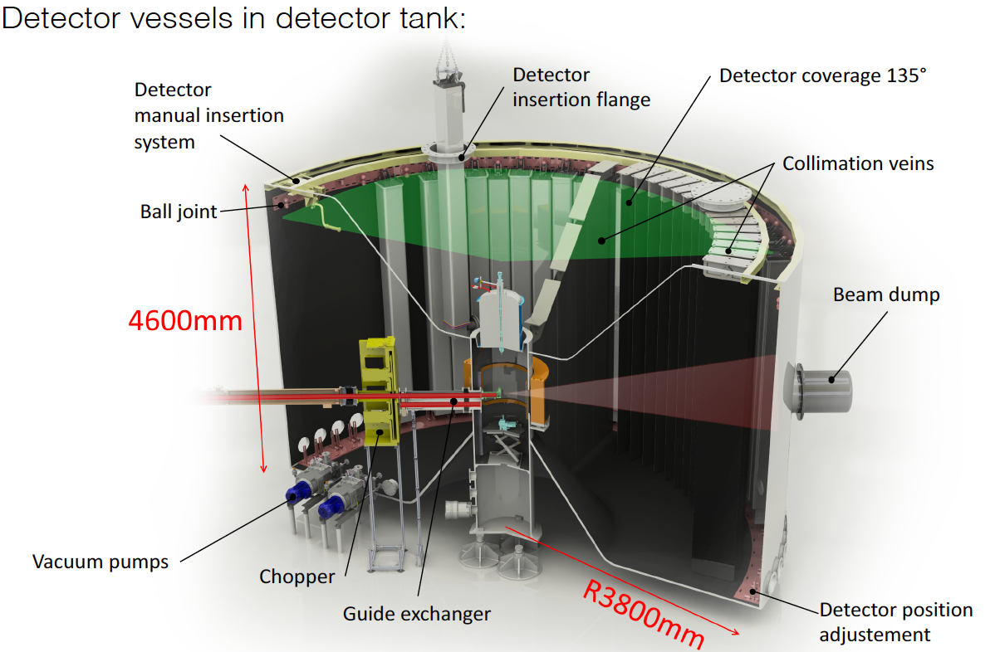 Detector vessels in detector tank:
Detector
manual insertion
system
Detector
insertion flange
Detector coverage 135°
Collimation veins
Ball joint
Beam dump
4600mm
Vacuum pumps
Chopper
Guide exchanger
R3800mm
Detector position
adjustement